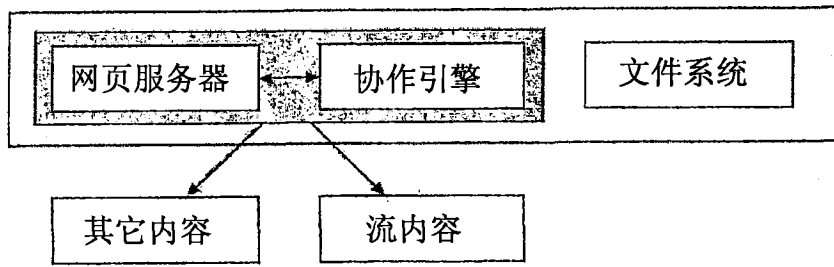 网页服务器
协作引擎
文件系统
其它内容
流内容